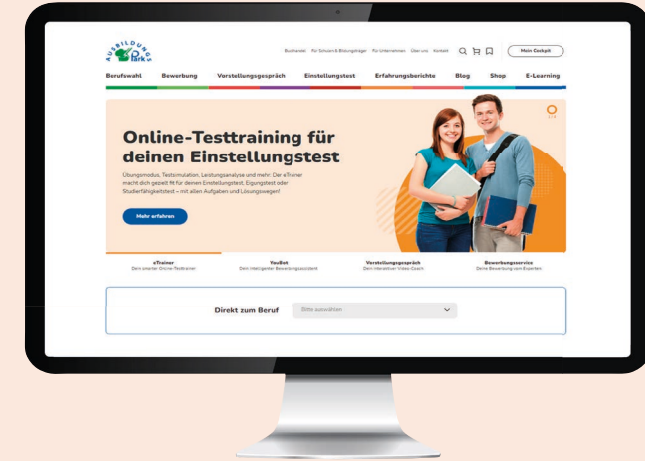 AUSBILDUNGS
Park
Buchhandel Für Schulen & Bildungsträger Für Unternehmen Über uns Kontakt
Mein Cockpit
Berufswahl Bewerbung Vorstellungsgespräch Einstellungstest Erfahrungsberichte Blog Shop E-Learning
Online-Testtraining für
deinen Einstellungstest
Übungsmodus, Testsimulation, Leistungsanalyse und mehr: Der eTrainer
macht dich gezielt fit für deinen Einstellungstest, Eignungstest oder
Studierfähigkeitstest – mit allen Aufgaben und Lösungswegen!
Mehr erfahren
eTrainer YouBot Vorstellungsgespräch Bewerbungsservice
Dein smarter Online-Testtrainer Dein intelligenter Bewerbungsassistent Dein interaktiver Video-Coach Deine Bewerbung vom Experten
Direkt zum Beruf Bitte auswählen